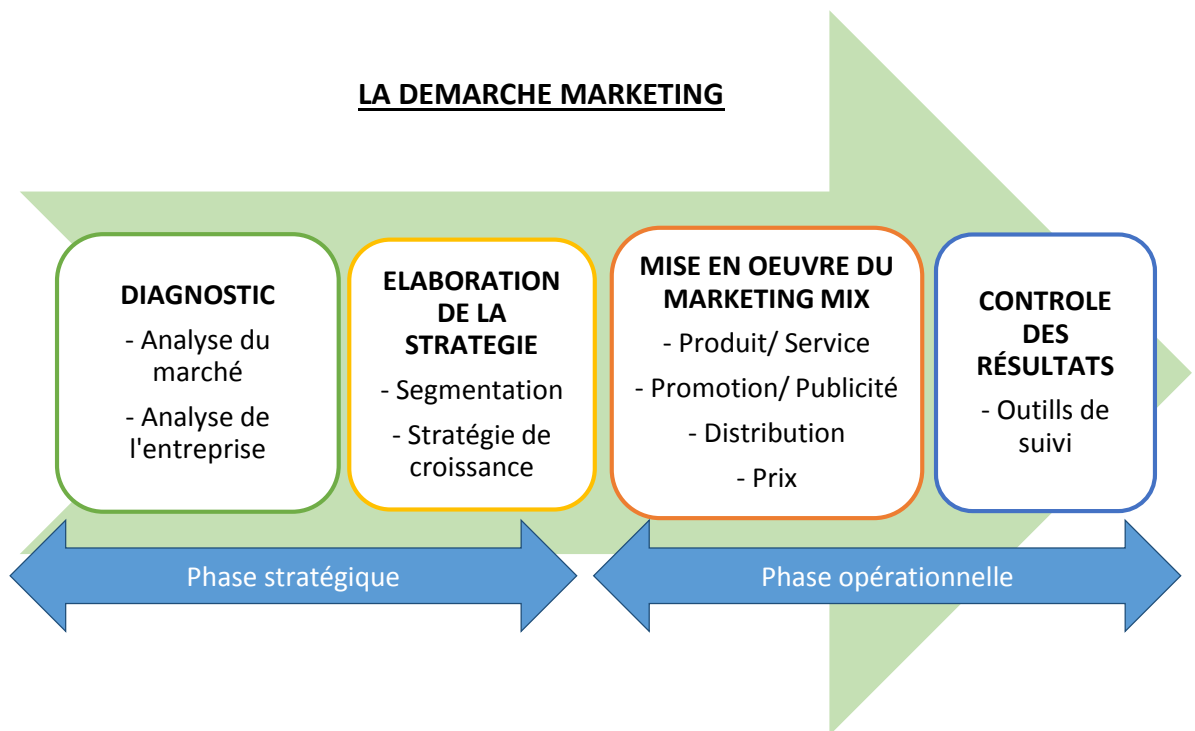 LA DEMARCHE MARKETING
DIAGNOSTIC
- Analyse du
marché
- Analyse de
l'entreprise
ELABORATION
DE LA
STRATEGIE
- Segmentation
- Stratégie de
croissance
MISE EN OEUVRE DU
MARKETING MIX
- Produit/ Service
- Promotion/ Publicité
- Distribution
- Prix
CONTROLE
DES
RÉSULTATS
- Outills de
suivi
Phase stratégique
Phase opérationnelle